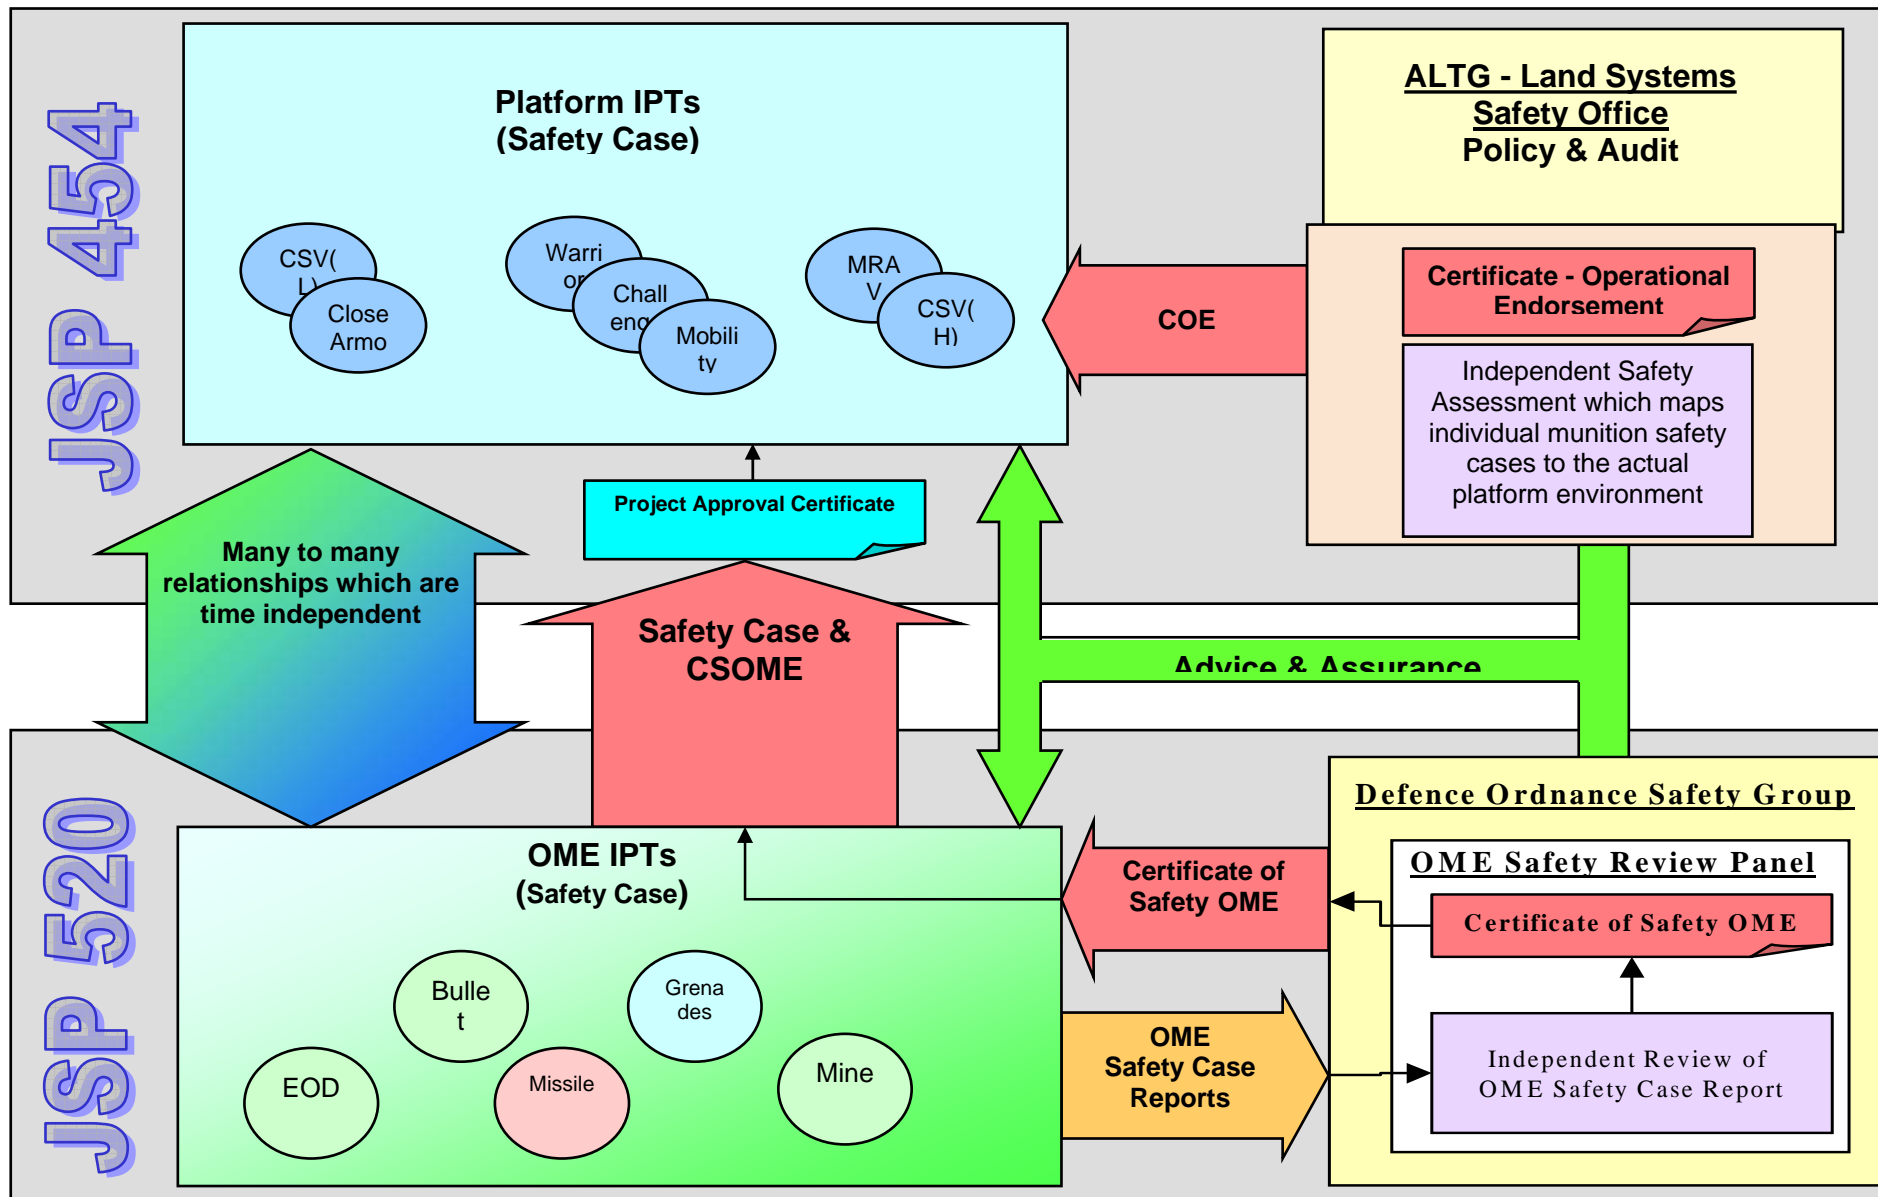 JSP 454
Platform IPTs
(Safety Case)
CSV(
L)
Close
Armo
Warri
or
Chall
eng
Mobili
ty
MRA
V
CSV(
H)
ALTG - Land Systems
Safety Office
Policy & Audit
COE
Certificate - Operational
Endorsement
Independent Safety
Assessment which maps
individual munition safety
cases to the actual
platform environment
Project Approval Certificate
Many to many
relationships which are
time independent
Safety Case &
CSOME
Advice & Assurance
JSP 520
OME IPTs
(Safety Case)
Bulle
t
Grena
des
EOD
Missile
Mine
Certificate of
Safety OME
OME
Safety Case
Reports
Defence Ordnance Safety Group
OME Safety Review Panel
Certificate of Safety OME
Independent Review of
OME Safety Case Report